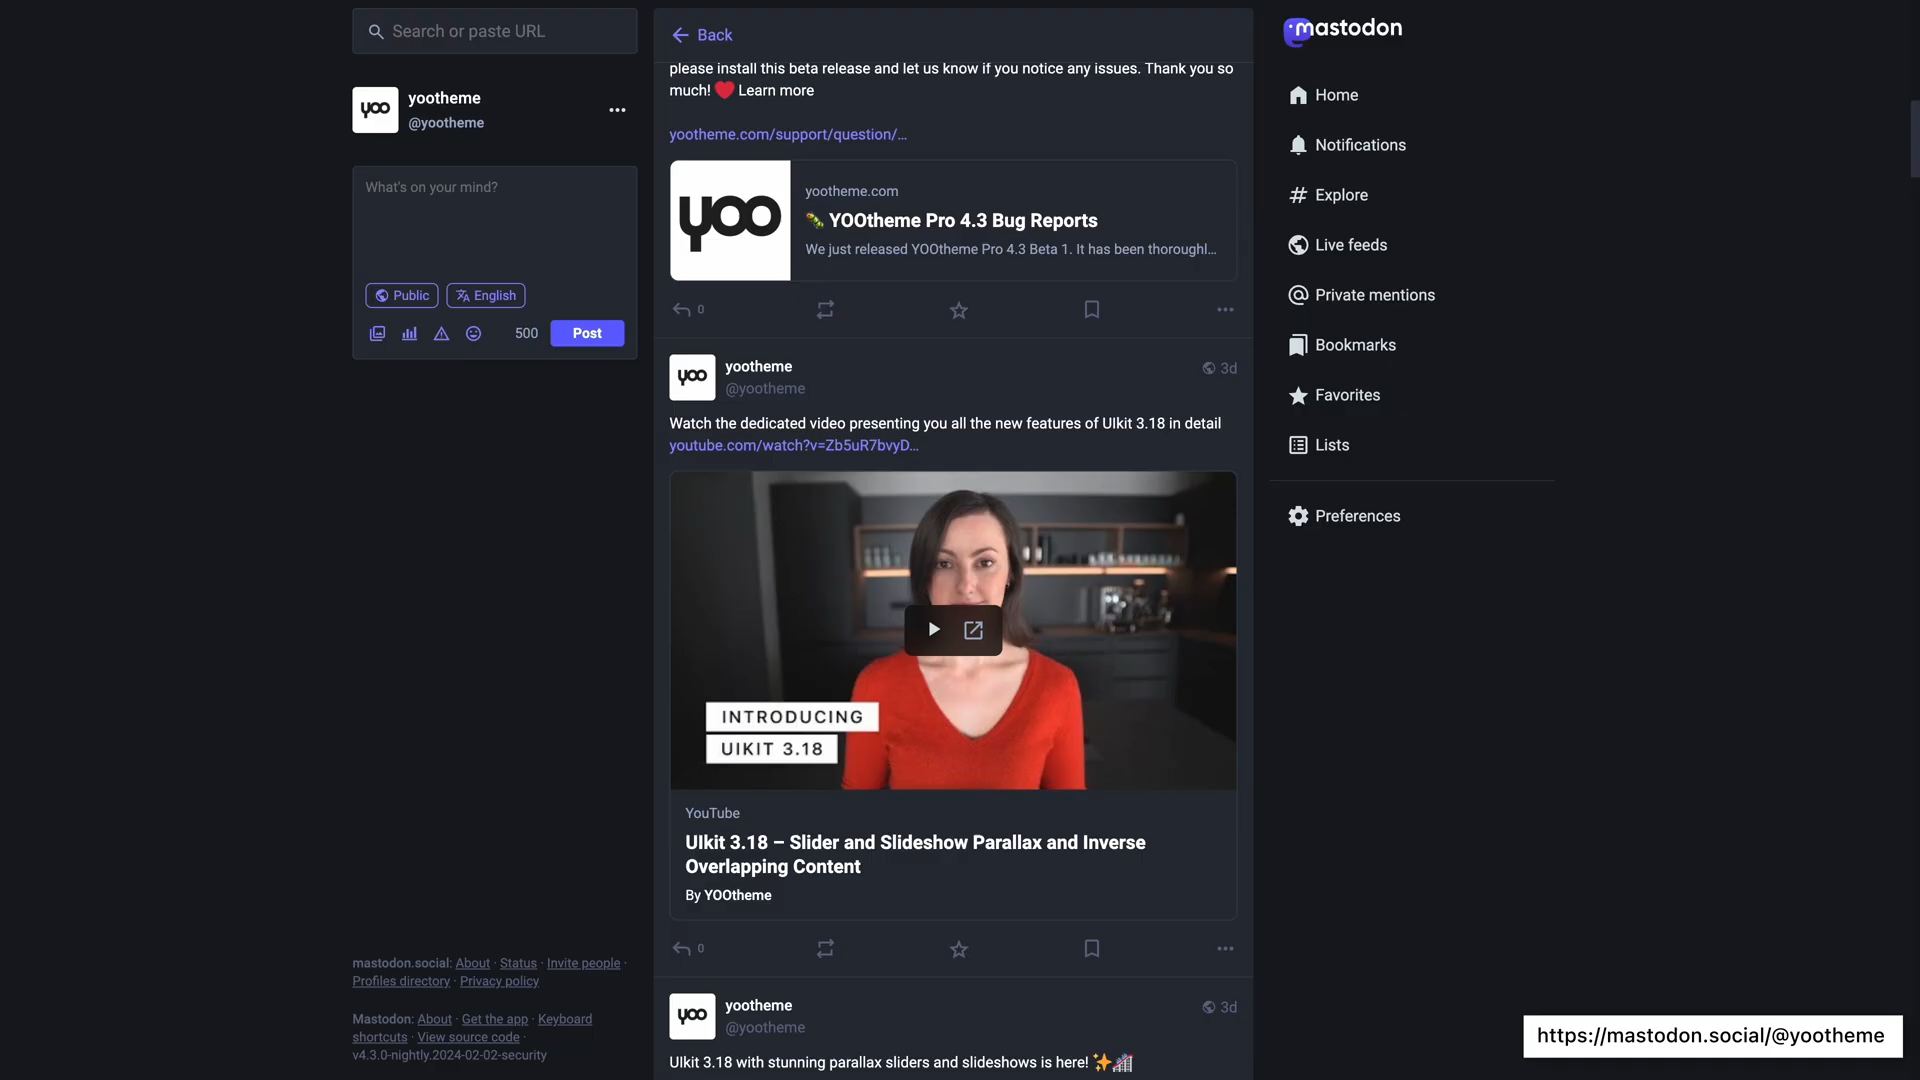 Search or paste URL
yoo
yootheme
@yootheme
What's on your mind?
Public
English
500
Post
mastodon.social: About · Status · Invite people ·
Profiles directory · Privacy policy
Mastodon: About · Get the app · Keyboard
shortcuts · View source code ·
v4.3.0-nightly.2024-02-02-security
Back
please install this beta release and let us know if you notice any issues. Thank you so
much! ❤️ Learn more
yootheme.com/support/question/…
yoo
yootheme.com
🐛 YOOtheme Pro 4.3 Bug Reports
We just released YOOtheme Pro 4.3 Beta 1. It has been thoroughl…
0
yoo
yootheme
3d
@yootheme
Watch the dedicated video presenting you all the new features of UIkit 3.18 in detail
youtube.com/watch?v=Zb5uR7bvyD…
INTRODUCING
UIKIT 3.18
YouTube
UIkit 3.18 – Slider and Slideshow Parallax and Inverse
Overlapping Content
By YOOtheme
0
yoo
yootheme
3d
@yootheme
UIkit 3.18 with stunning parallax sliders and slideshows is here! ✨🎢
mastodon
Home
Notifications
Explore
Live feeds
Private mentions
Bookmarks
Favorites
Lists
Preferences
https://mastodon.social/@yootheme